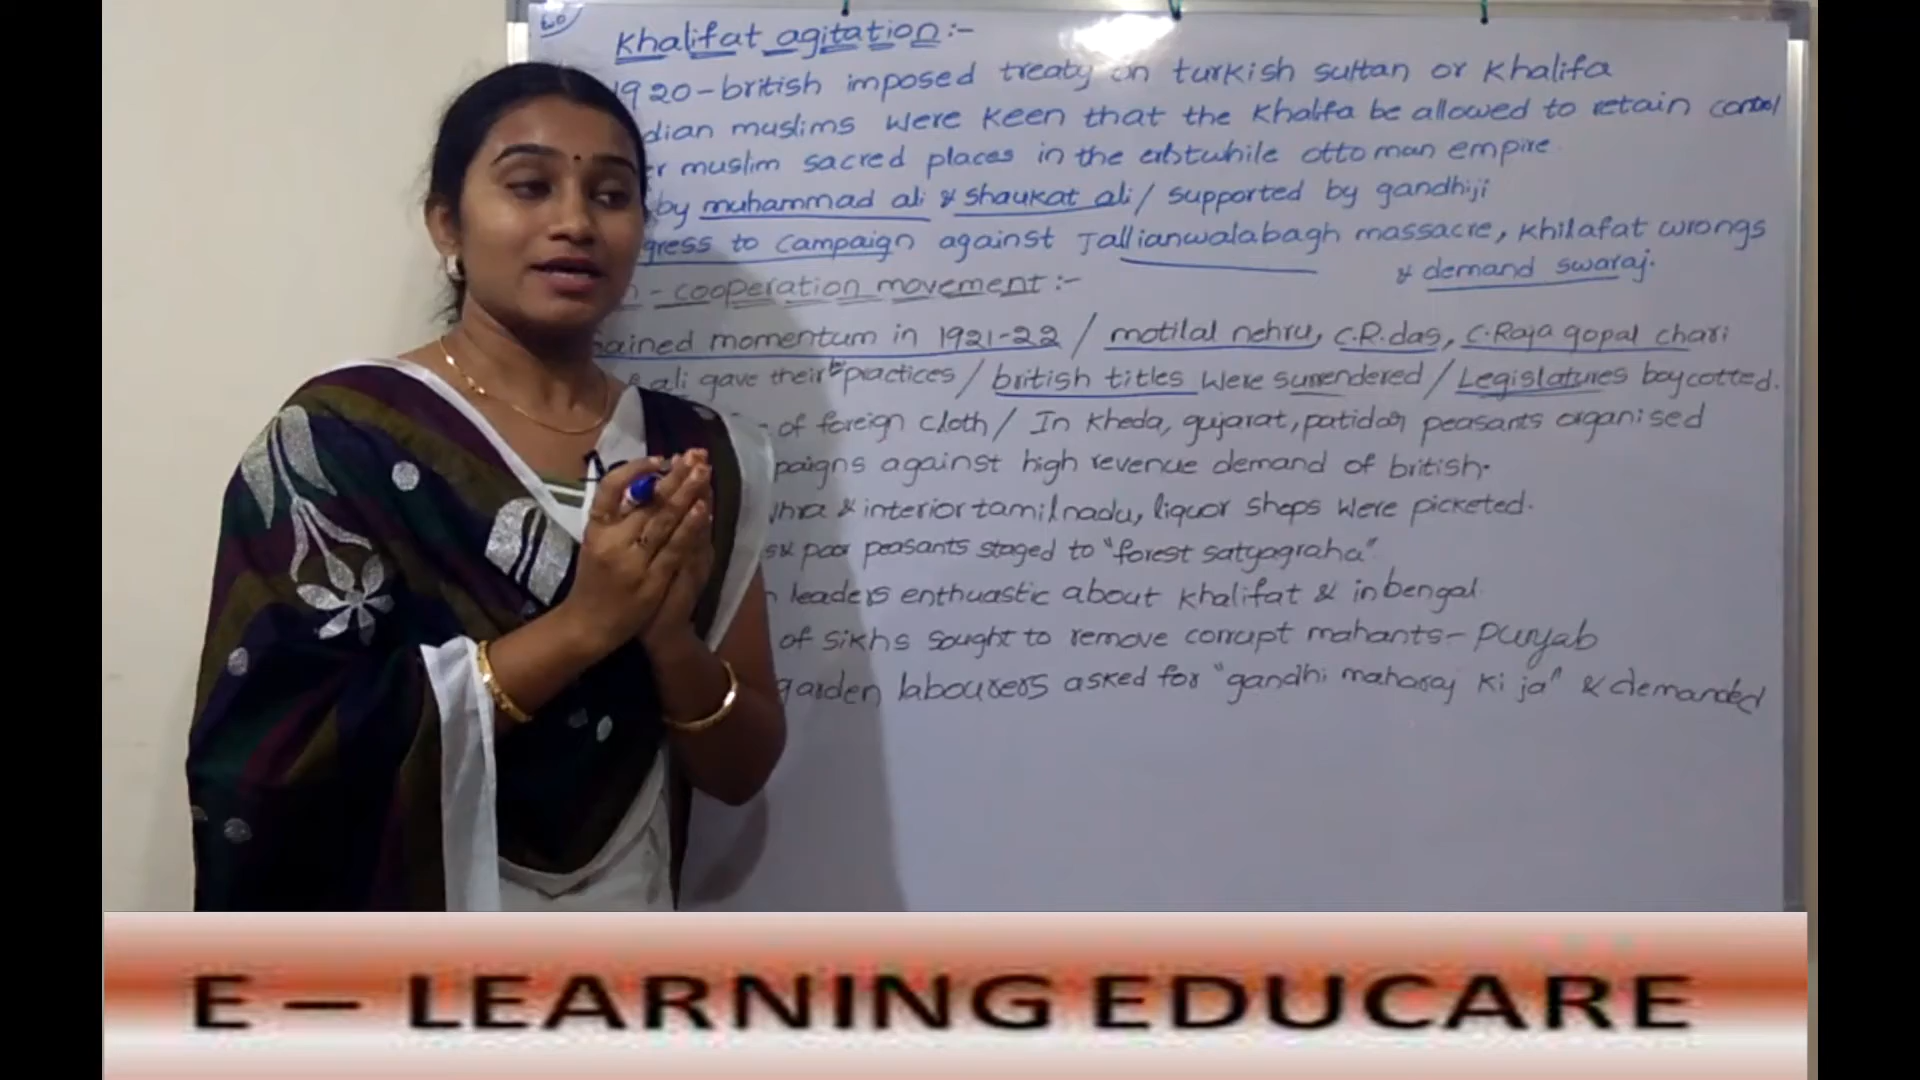 Khalifat agitation :-
1920 - british imposed treaty on turkish sultan or Khalifa
dian muslims were keen that the Khalifa be allowed to retain control
er muslim sacred places in the erstwhile ottoman empire
by muhammad ali & shaukat ali / supported by gandhiji
gress to campaign against Jallianwalabagh massacre, Khilafat wrongs
& demand swaraj.
n - cooperation movement :-
ained momentum in 1921-22 / motilal nehru, C.R.das, C.Raja gopal chari
& ali gave their practices / british titles were surrendered / Legislatures boycotted.
of foreign cloth / In Kheda, gujarat, patidar peasants organised
paigns against high revenue demand of british.
hra & interior tamilnadu, liquor shops were picketed.
s & poor peasants staged to "forest satyagraha"
n leaders enthuastic about Khalifat & in bengal
of sikhs sought to remove corrupt mahants - Punjab
garden labourers asked for "gandhi maharaj Ki ja" & demanded
E - LEARNING EDUCARE